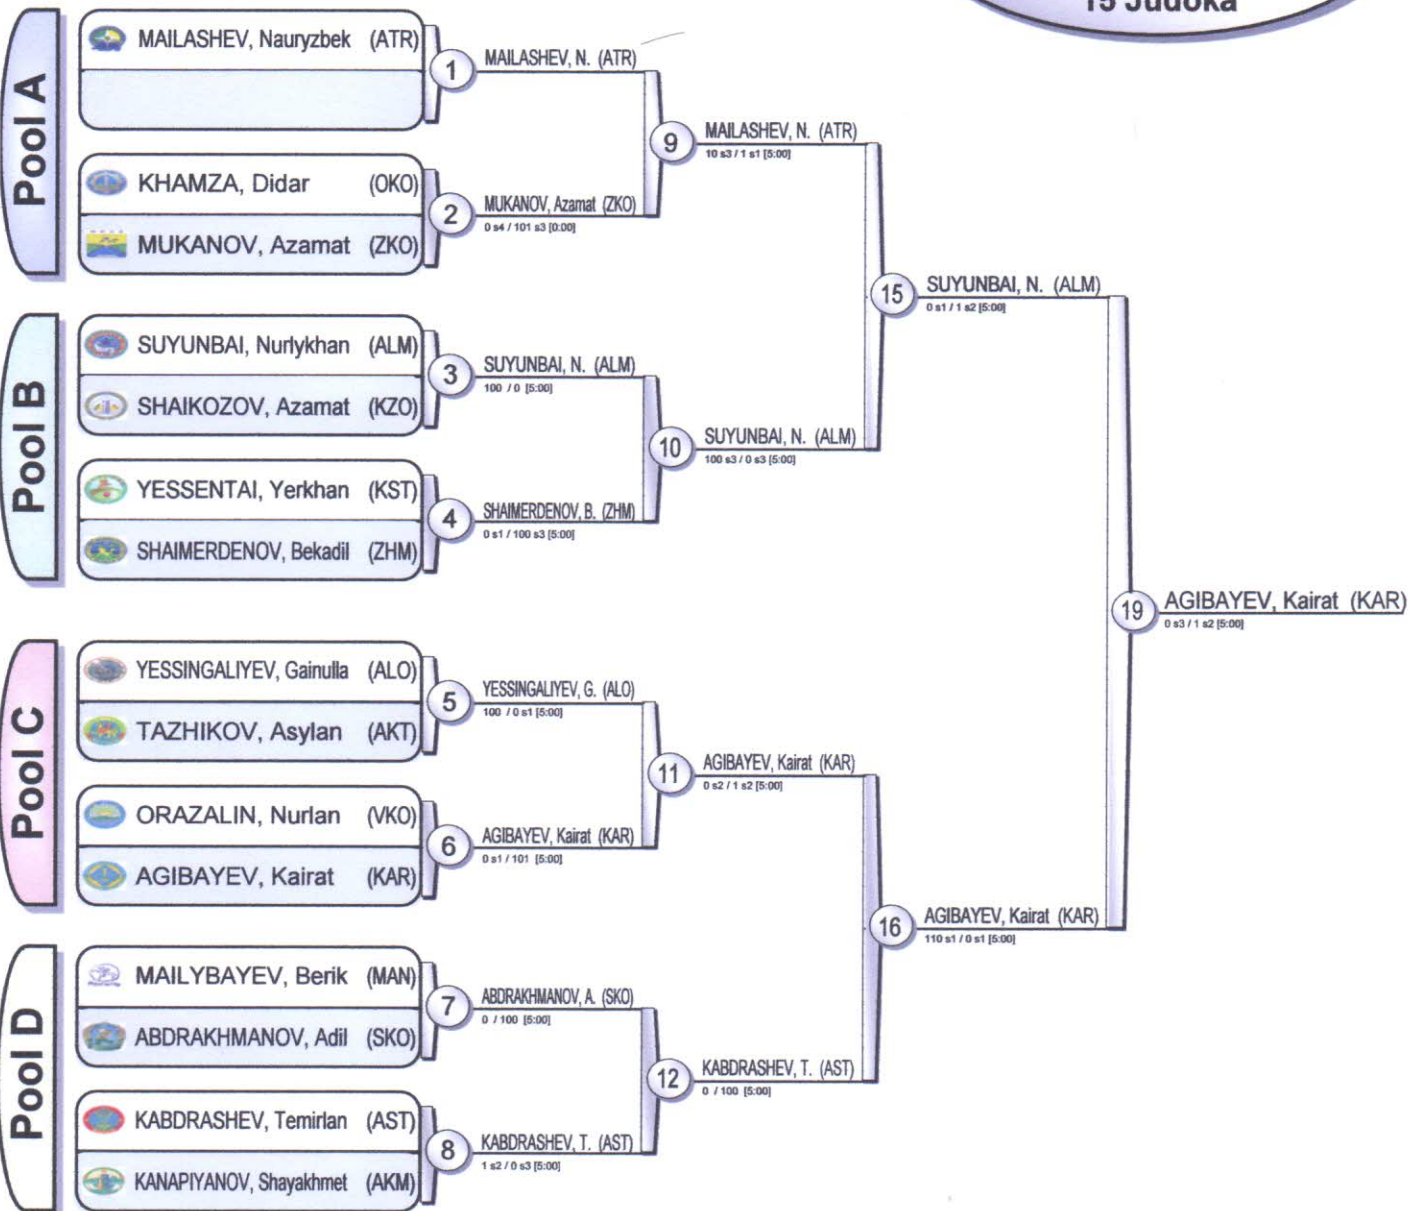 15 Judoka
Pool A
MAILASHEV, Nauryzbek (ATR)
KHAMZA, Didar (OKO)
MUKANOV, Azamat (ZKO)
Pool B
SUYUNBAI, Nurlykhan (ALM)
SHAIKOZOV, Azamat (KZO)
YESSENTAI, Yerkhan (KST)
SHAIMERDENOV, Bekadil (ZHM)
Pool C
YESSINGALIYEV, Gainulla (ALO)
TAZHIKOV, Asylan (AKT)
ORAZALIN, Nurlan (VKO)
AGIBAYEV, Kairat (KAR)
Pool D
MAILYBAYEV, Berik (MAN)
ABDRAKHMANOV, Adil (SKO)
KABDRASHEV, Temirlan (AST)
KANAPIYANOV, Shayakhmet (AKM)
1
MAILASHEV, N. (ATR)
2
MUKANOV, Azamat (ZKO)
0 s4 / 101 s3 [0:00]
3
SUYUNBAI, N. (ALM)
100 / 0 [5:00]
4
SHAIMERDENOV, B. (ZHM)
0 s1 / 100 s3 [5:00]
5
YESSINGALIYEV, G. (ALO)
100 / 0 s1 [5:00]
6
AGIBAYEV, Kairat (KAR)
0 s1 / 101 [5:00]
7
ABDRAKHMANOV, A. (SKO)
0 / 100 [5:00]
8
KABDRASHEV, T. (AST)
1 s2 / 0 s3 [5:00]
9
MAILASHEV, N. (ATR)
10 s3 / 1 s1 [5:00]
10
SUYUNBAI, N. (ALM)
100 s3 / 0 s3 [5:00]
11
AGIBAYEV, Kairat (KAR)
0 s2 / 1 s2 [5:00]
12
KABDRASHEV, T. (AST)
0 / 100 [5:00]
15
SUYUNBAI, N. (ALM)
0 s1 / 1 s2 [5:00]
16
AGIBAYEV, Kairat (KAR)
110 s1 / 0 s1 [5:00]
19
AGIBAYEV, Kairat (KAR)
0 s3 / 1 s2 [5:00]